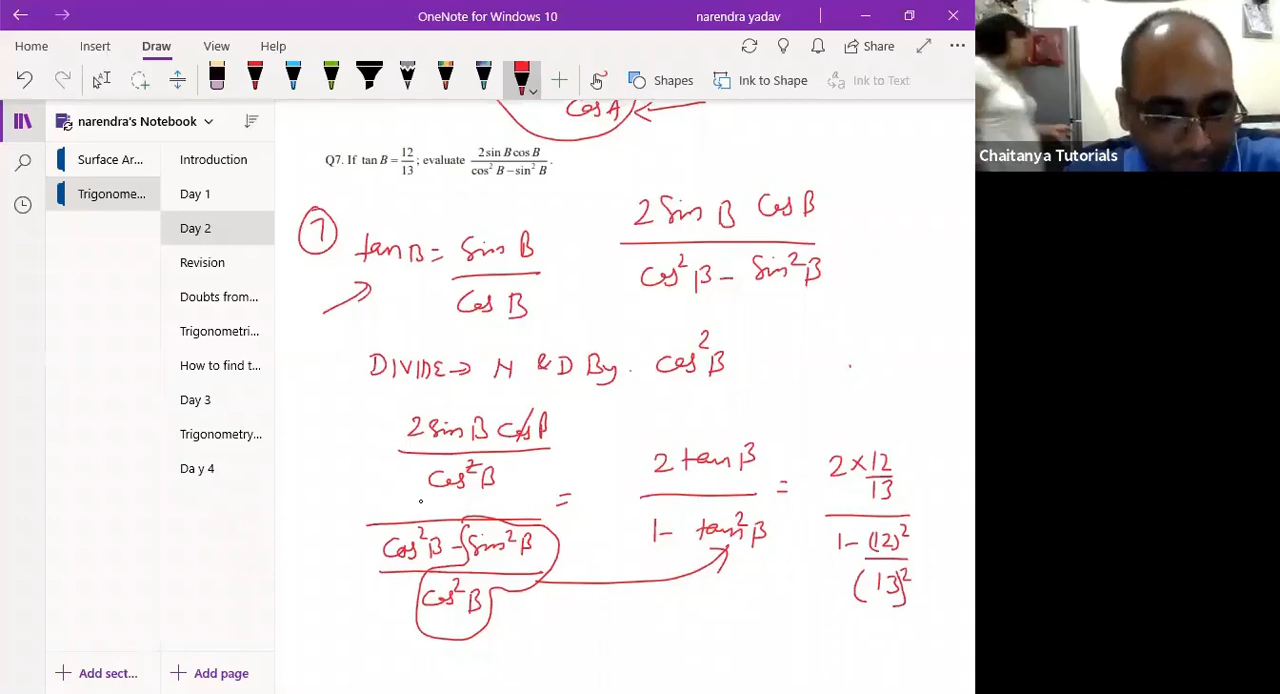 OneNote for Windows 10
narendra yadav
Home Insert Draw View Help
Share
Shapes
Ink to Shape
Ink to Text
narendra's Notebook
Surface Ar...
Trigonome...
Introduction
Day 1
Day 2
Revision
Doubts from...
Trigonometri...
How to find t...
Day 3
Trigonometry...
Da y 4
Add sect...
Add page
Chaitanya Tutorials
Cos A
Q7. If tan B = 12/13; evaluate 2 sin B cos B / cos² B – sin² B.
7
tan B = Sin B / Cos B
2 Sin B Cos B / Cos² B – Sin² B
DIVIDE → N & D By. Cos² B
2 Sin B Cos B / Cos² B
Cos² B – Sin² B / Cos² B
= 2 tan B / 1 – tan² B
= 2 × 12/13 / 1 – (12)²/(13)²